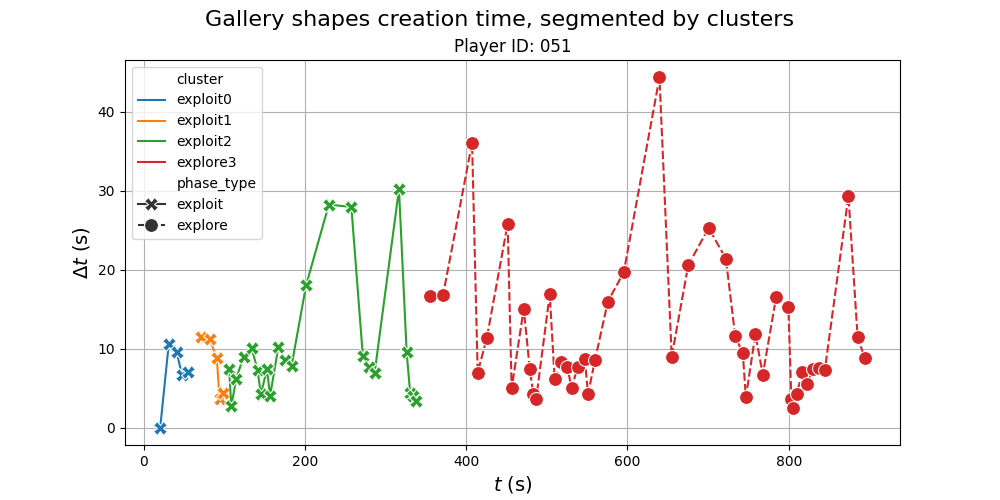 Gallery shapes creation time, segmented by clusters
Player ID: 051
cluster
exploit0
exploit1
exploit2
explore3
phase_type
exploit
explore
Δt (s)
40
30
20
10
0
0 200 400 600 800
t (s)